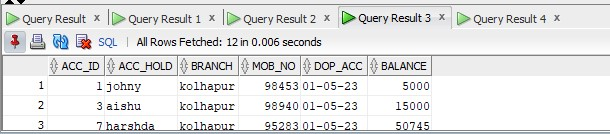 Query Result x Query Result 1 x Query Result 2 x Query Result 3 x Query Result 4 x
SQL | All Rows Fetched: 12 in 0.006 seconds
ACC_ID ACC_HOLD BRANCH MOB_NO DOP_ACC BALANCE
1 1 johny kolhapur 98453 01-05-23 5000
2 3 aishu kolhapur 98940 01-05-23 15000
3 7 harshda kolhapur 95283 01-05-23 50745